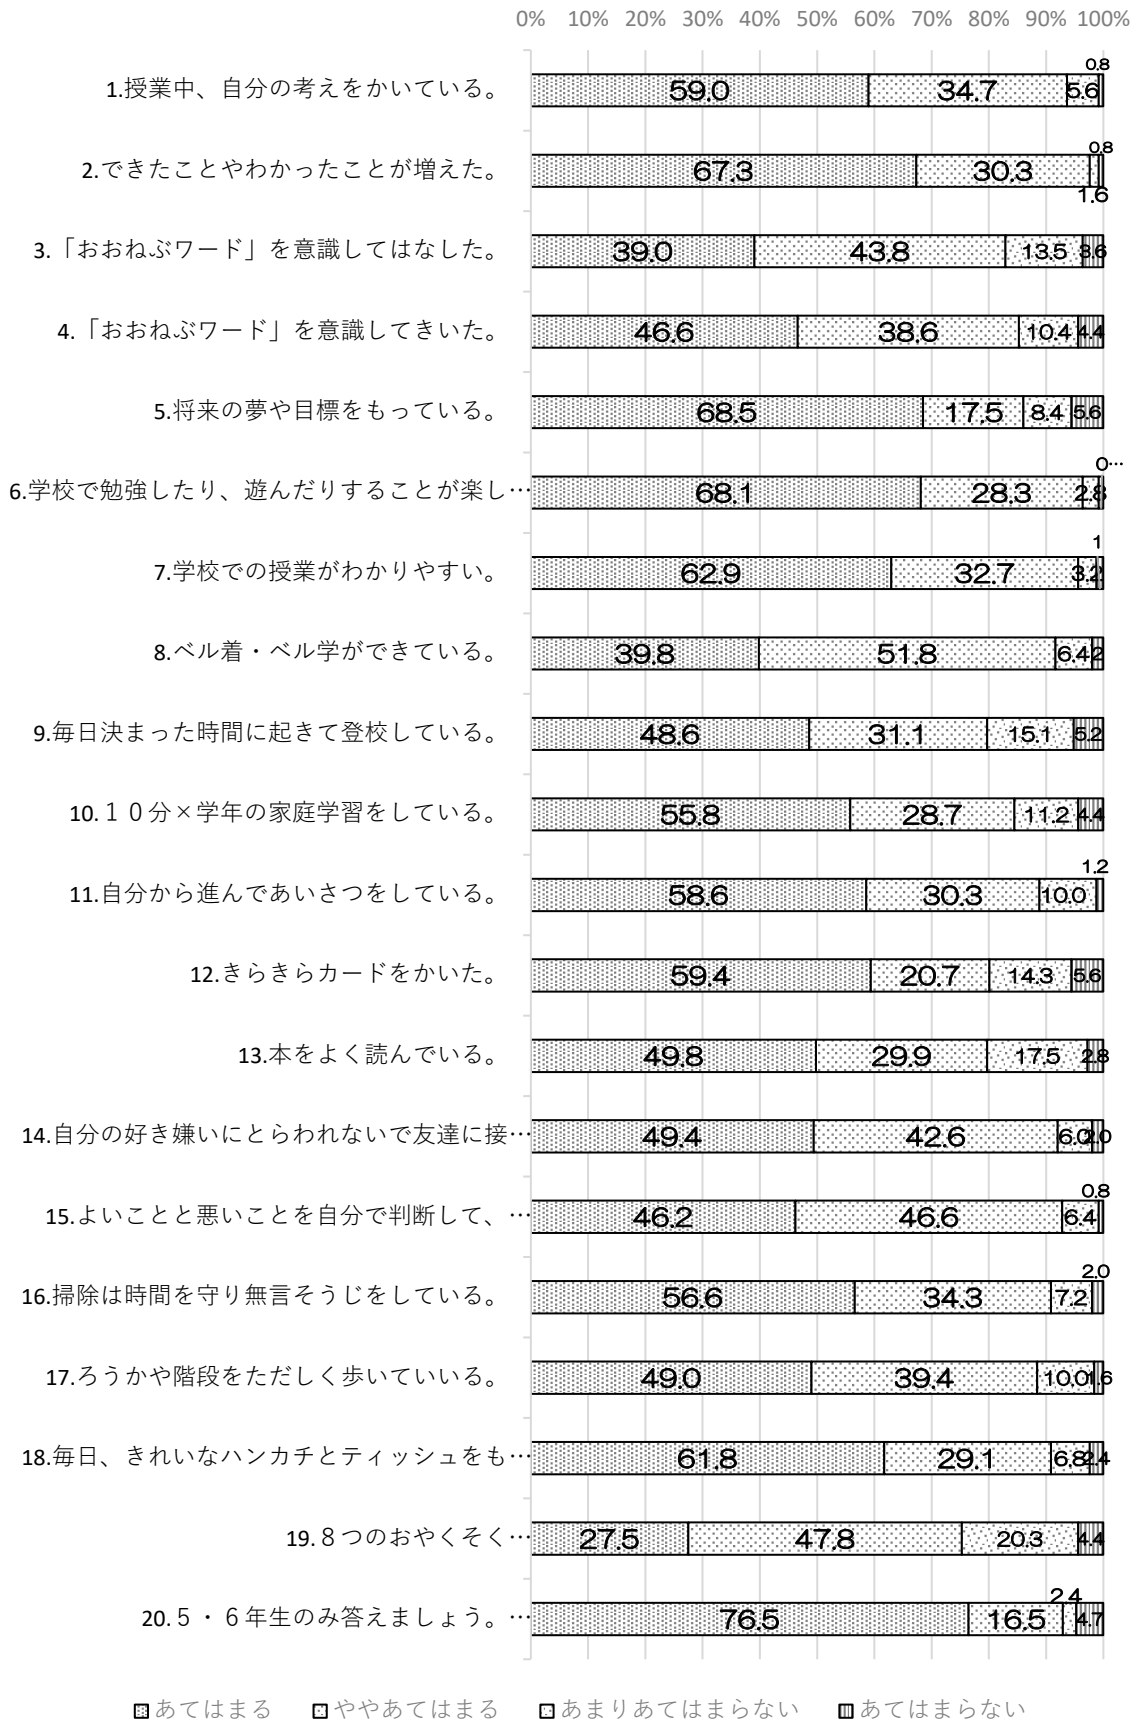 0% 10% 20% 30% 40% 50% 60% 70% 80% 90% 100%
1.授業中、自分の考えをかいている。 59.0 34.7 5.6 0.8
2.できたことやわかったことが増えた。 67.3 30.3 1.6 0.8
3.「おおねぶワード」を意識してはなした。 39.0 43.8 13.5 3.6
4.「おおねぶワード」を意識してきいた。 46.6 38.6 10.4 4.4
5.将来の夢や目標をもっている。 68.5 17.5 8.4 5.6
6.学校で勉強したり、遊んだりすることが楽し… 68.1 28.3 2.8 0…
7.学校での授業がわかりやすい。 62.9 32.7 3.2 1
8.ベル着・ベル学ができている。 39.8 51.8 6.4 2
9.毎日決まった時間に起きて登校している。 48.6 31.1 15.1 5.2
10.１０分×学年の家庭学習をしている。 55.8 28.7 11.2 4.4
11.自分から進んであいさつをしている。 58.6 30.3 10.0 1.2
12.きらきらカードをかいた。 59.4 20.7 14.3 5.6
13.本をよく読んでいる。 49.8 29.9 17.5 2.8
14.自分の好き嫌いにとらわれないで友達に接… 49.4 42.6 6.0 2.0
15.よいことと悪いことを自分で判断して、… 46.2 46.6 6.4 0.8
16.掃除は時間を守り無言そうじをしている。 56.6 34.3 7.2 2.0
17.ろうかや階段をただしく歩いていいる。 49.0 39.4 10.0 1.6
18.毎日、きれいなハンカチとティッシュをも… 61.8 29.1 6.8 2.4
19.８つのおやくそく… 27.5 47.8 20.3 4.4
20.５・６年生のみ答えましょう。… 76.5 16.5 2.4 4.7
あてはまる ややあてはまる あまりあてはまらない あてはまらない